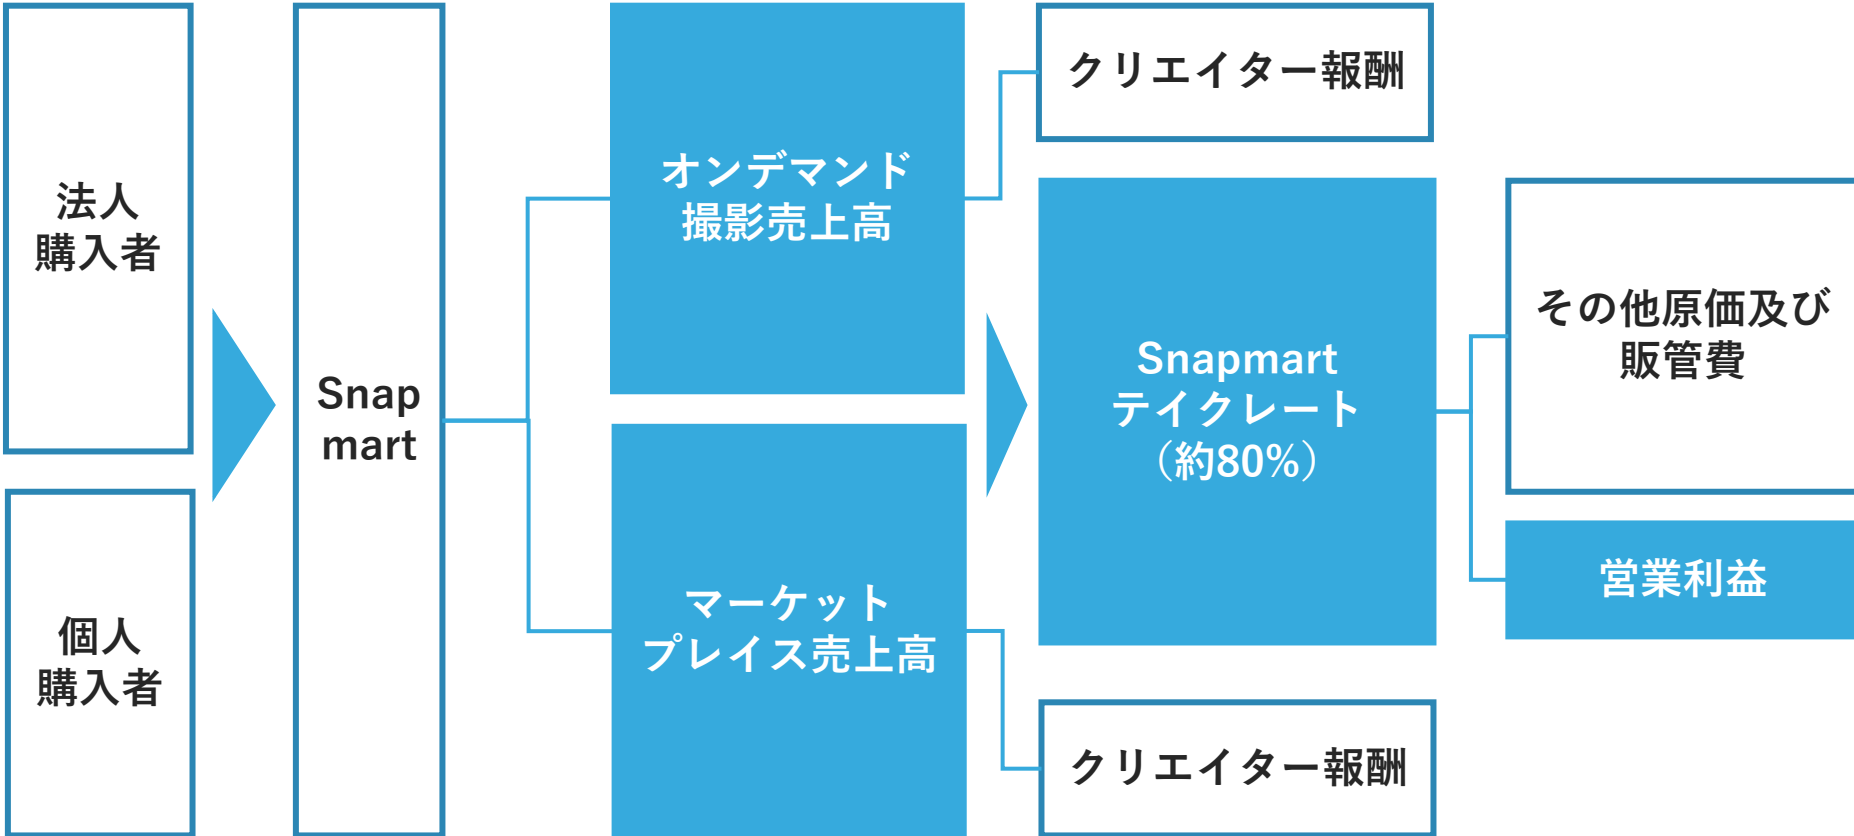 法人
購入者
個人
購入者
Snap
mart
オンデマンド
撮影売上高
マーケット
プレイス売上高
クリエイター報酬
Snapmart
テイクレート
（約80%）
クリエイター報酬
その他原価及び
販管費
営業利益